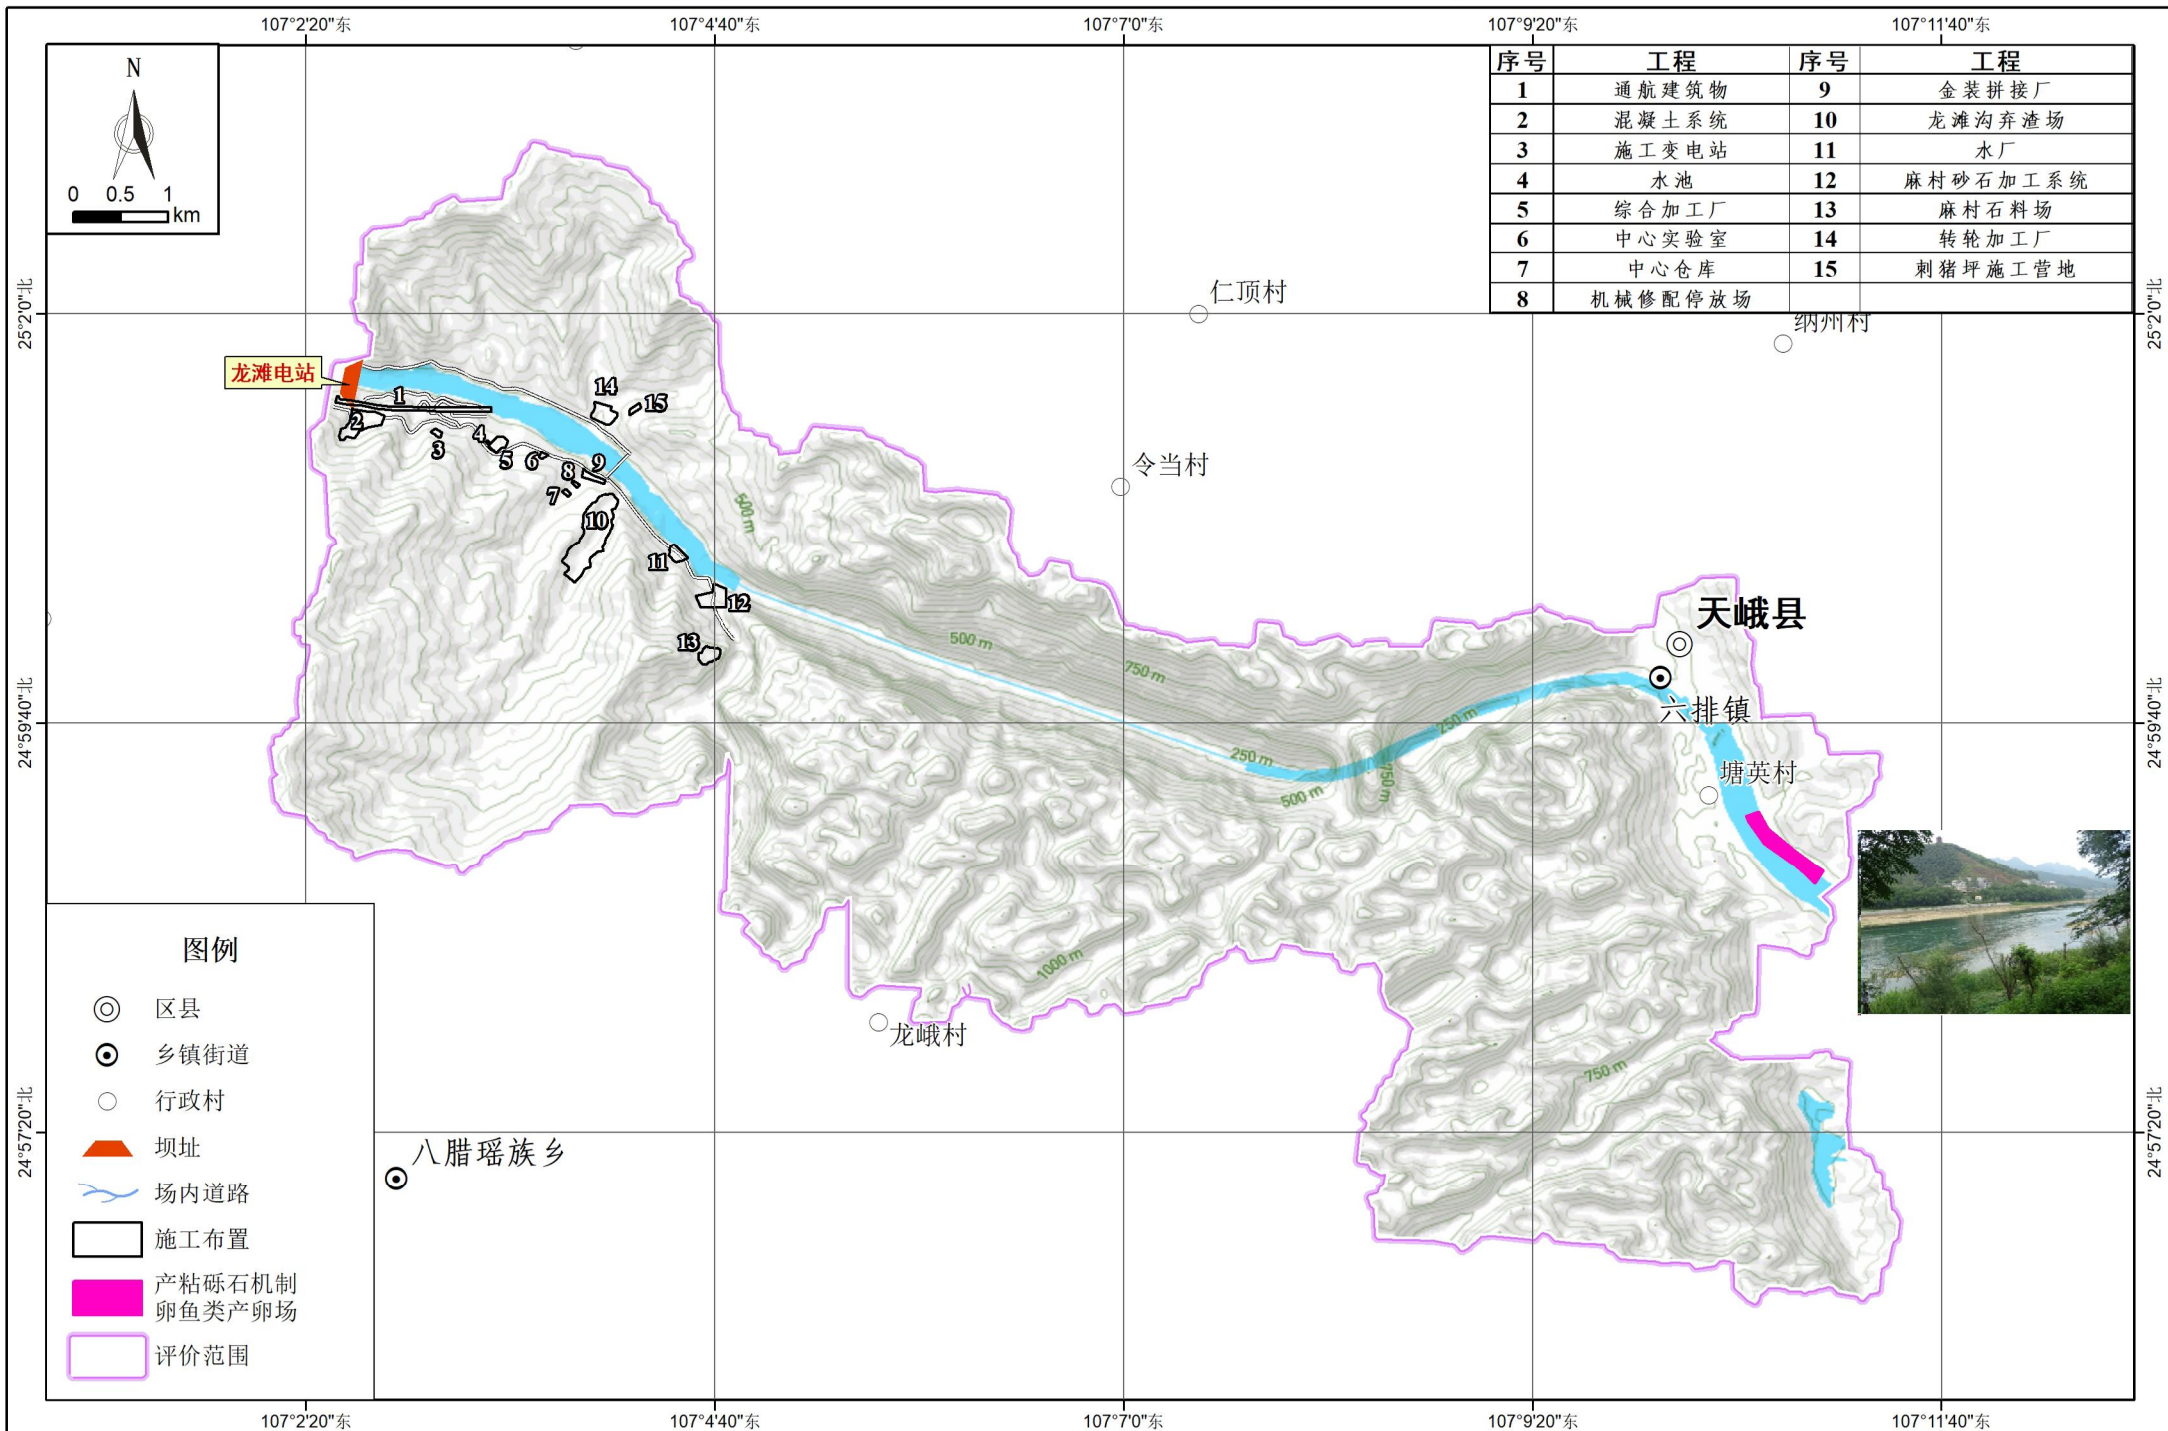 107°2'20"东
107°4'40"东
107°7'0"东
107°9'20"东
107°11'40"东
N
0 0.5 1
km
序号 工程 序号 工程
1 通航建筑物 9 金装拼接厂
2 混凝土系统 10 龙滩沟弃渣场
3 施工变电站 11 水厂
4 水池 12 麻村砂石加工系统
5 综合加工厂 13 麻村石料场
6 中心实验室 14 转轮加工厂
7 中心仓库 15 刺猪坪施工营地
8 机械修配停放场
25°2'0"北
25°2'0"北
仁顶村
纳州村
龙滩电站
1
2
3
4
5
6
7
8
9
10
11
12
13
14
15
令当村
500 m
500 m
750 m
天峨县
六排镇
24°59'40"北
24°59'40"北
250 m
250 m
500 m
750 m
塘英村
1000 m
龙峨村
750 m
24°57'20"北
24°57'20"北
八腊瑶族乡
图例
区县
乡镇街道
行政村
坝址
场内道路
施工布置
产粘砾石机制
卵鱼类产卵场
评价范围
107°2'20"东
107°4'40"东
107°7'0"东
107°9'20"东
107°11'40"东